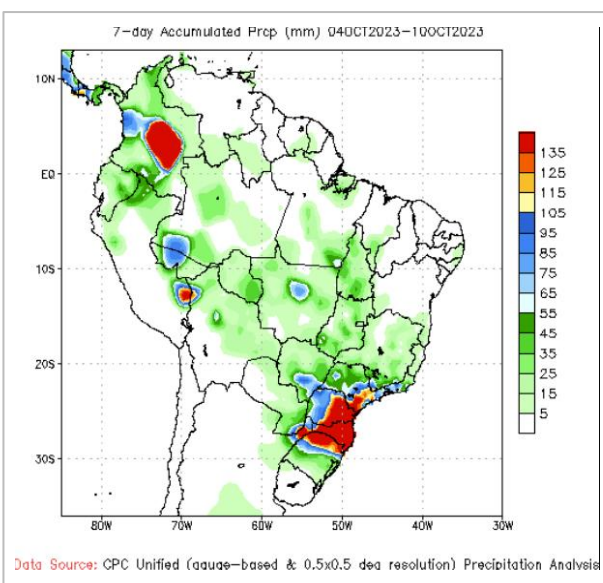 7-day Accumulated Prcp (mm) 04OCT2023-10OCT2023
10N
EQ
10S
20S
30S
80W 70W 60W 50W 40W 30W
135
125
115
105
95
85
75
65
55
45
35
25
15
5
Data Source: CPC Unified (gauge-based & 0.5x0.5 deg resolution) Precipitation Analysis